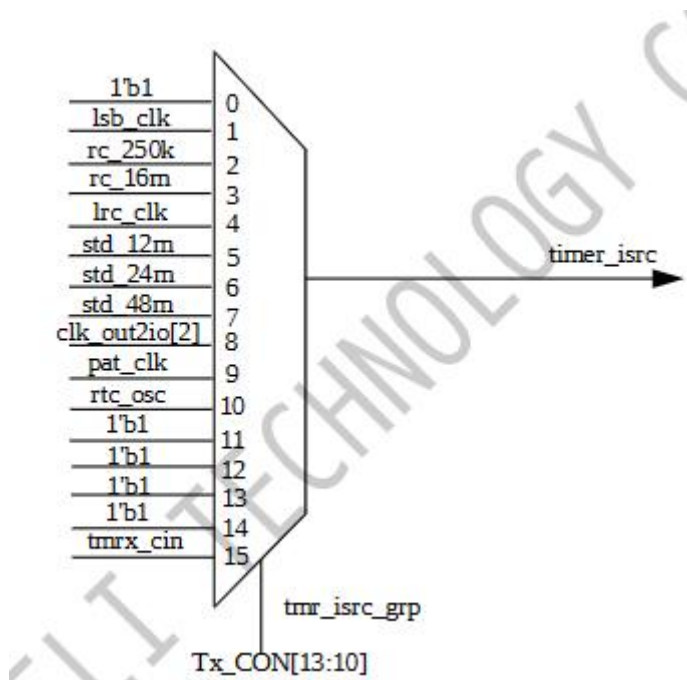 1'b1
0
lsb_clk
1
rc_250k
2
rc_16m
3
lrc_clk
4
std_12m
5
std_24m
6
std_48m
7
clk_out2io[2]
8
pat_clk
9
rtc_osc
10
1'b1
11
1'b1
12
1'b1
13
1'b1
14
tmrx_cin
15
timer_isrc
tmr_isrc_grp
Tx_CON[13:10]
ELI TECHNOLOGY